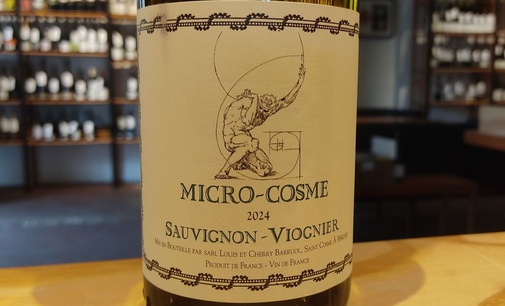 MICRO-COSME
2024
SAUVIGNON-VIOGNIER
MIS EN BOUTEILLE PAR SARL LOUIS ET CHERRY BARRUOL, SAINT COSME À
PRODUIT DE FRANCE - VIN DE FRANCE